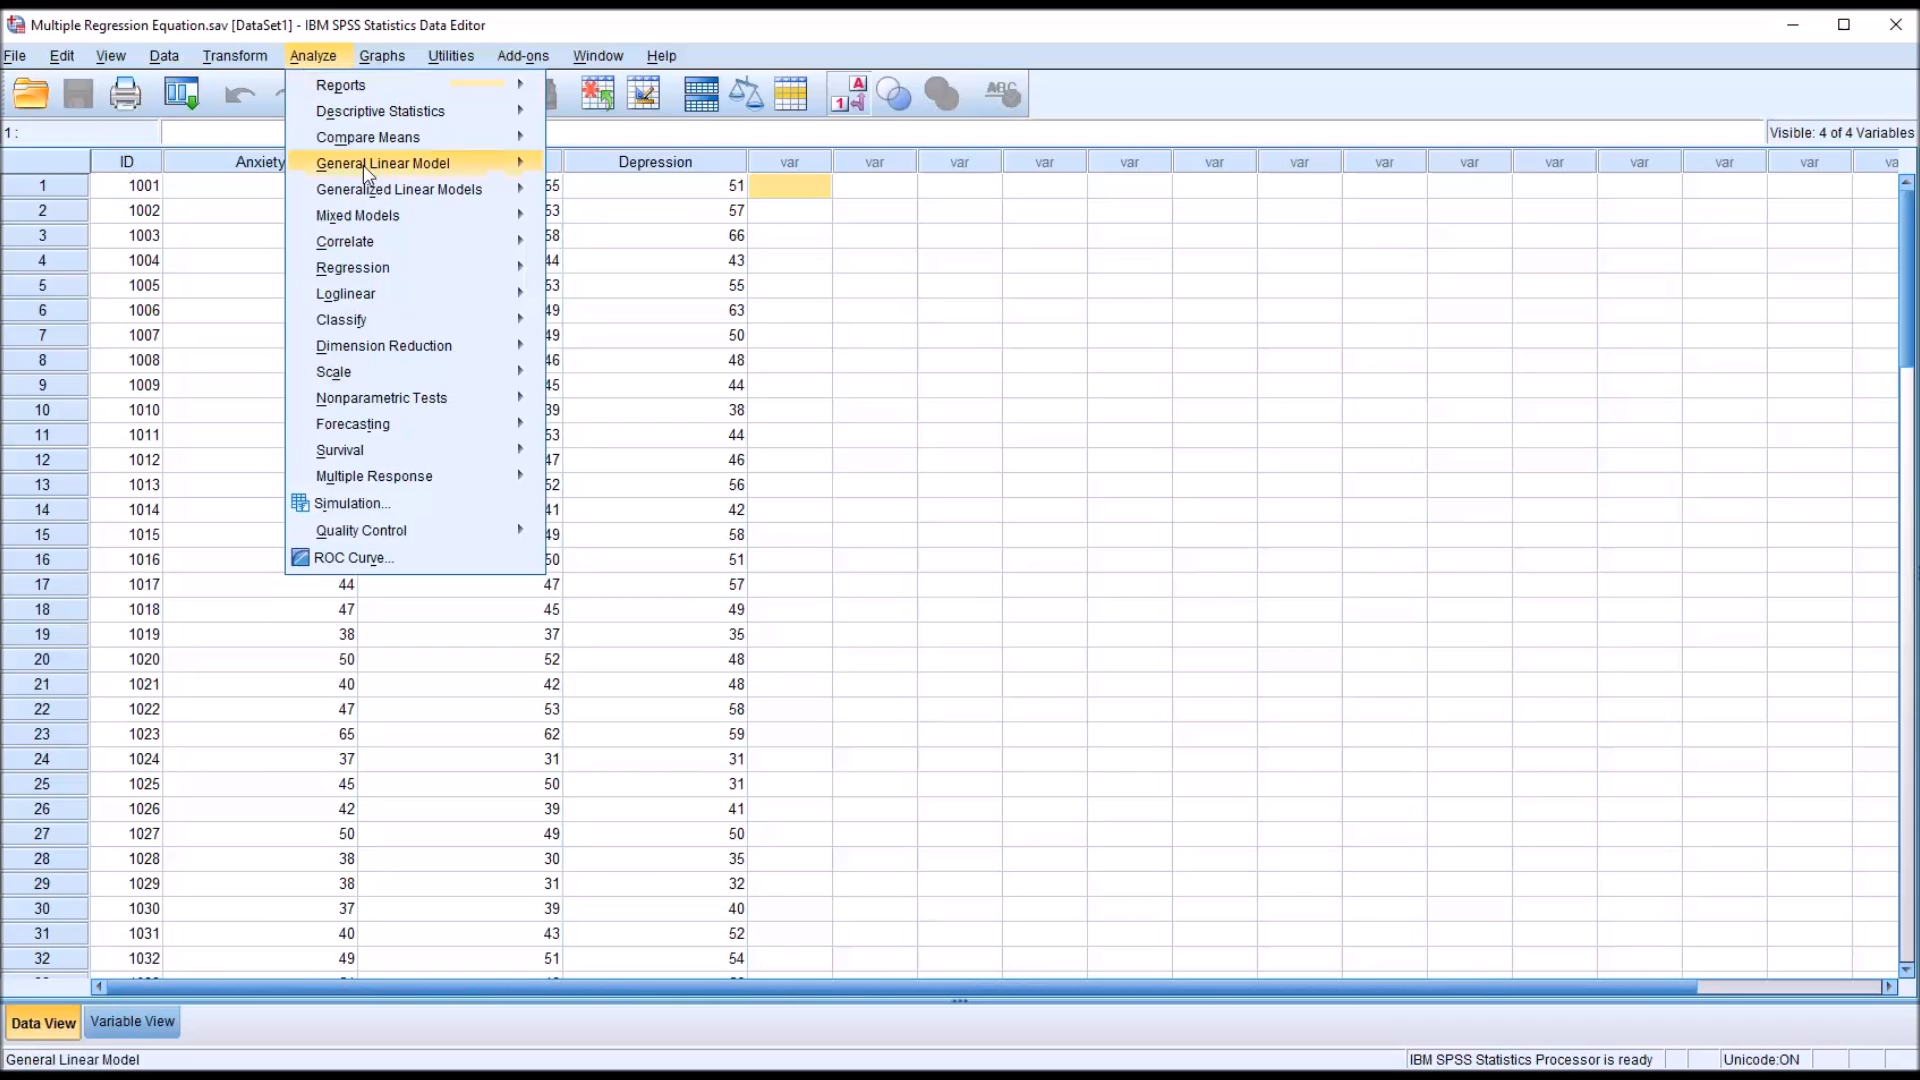 Multiple Regression Equation.sav [DataSet1] - IBM SPSS Statistics Data Editor
File Edit View Data Transform Analyze Graphs Utilities Add-ons Window Help
1 :
Visible: 4 of 4 Variables
Reports
Descriptive Statistics
Compare Means
General Linear Model
Generalized Linear Models
Mixed Models
Correlate
Regression
Loglinear
Classify
Dimension Reduction
Scale
Nonparametric Tests
Forecasting
Survival
Multiple Response
Simulation...
Quality Control
ROC Curve...
ID Anxiety Depression var var var var var var var var var var var var var va
1 1001 55 51
2 1002 53 57
3 1003 58 66
4 1004 44 43
5 1005 53 55
6 1006 49 63
7 1007 49 50
8 1008 46 48
9 1009 45 44
10 1010 39 38
11 1011 53 44
12 1012 47 46
13 1013 52 56
14 1014 41 42
15 1015 49 58
16 1016 50 51
17 1017 44 47 57
18 1018 47 45 49
19 1019 38 37 35
20 1020 50 52 48
21 1021 40 42 48
22 1022 47 53 58
23 1023 65 62 59
24 1024 37 31 31
25 1025 45 50 31
26 1026 42 39 41
27 1027 50 49 50
28 1028 38 30 35
29 1029 38 31 32
30 1030 37 39 40
31 1031 40 43 52
32 1032 49 51 54
Data View Variable View
General Linear Model IBM SPSS Statistics Processor is ready Unicode:ON